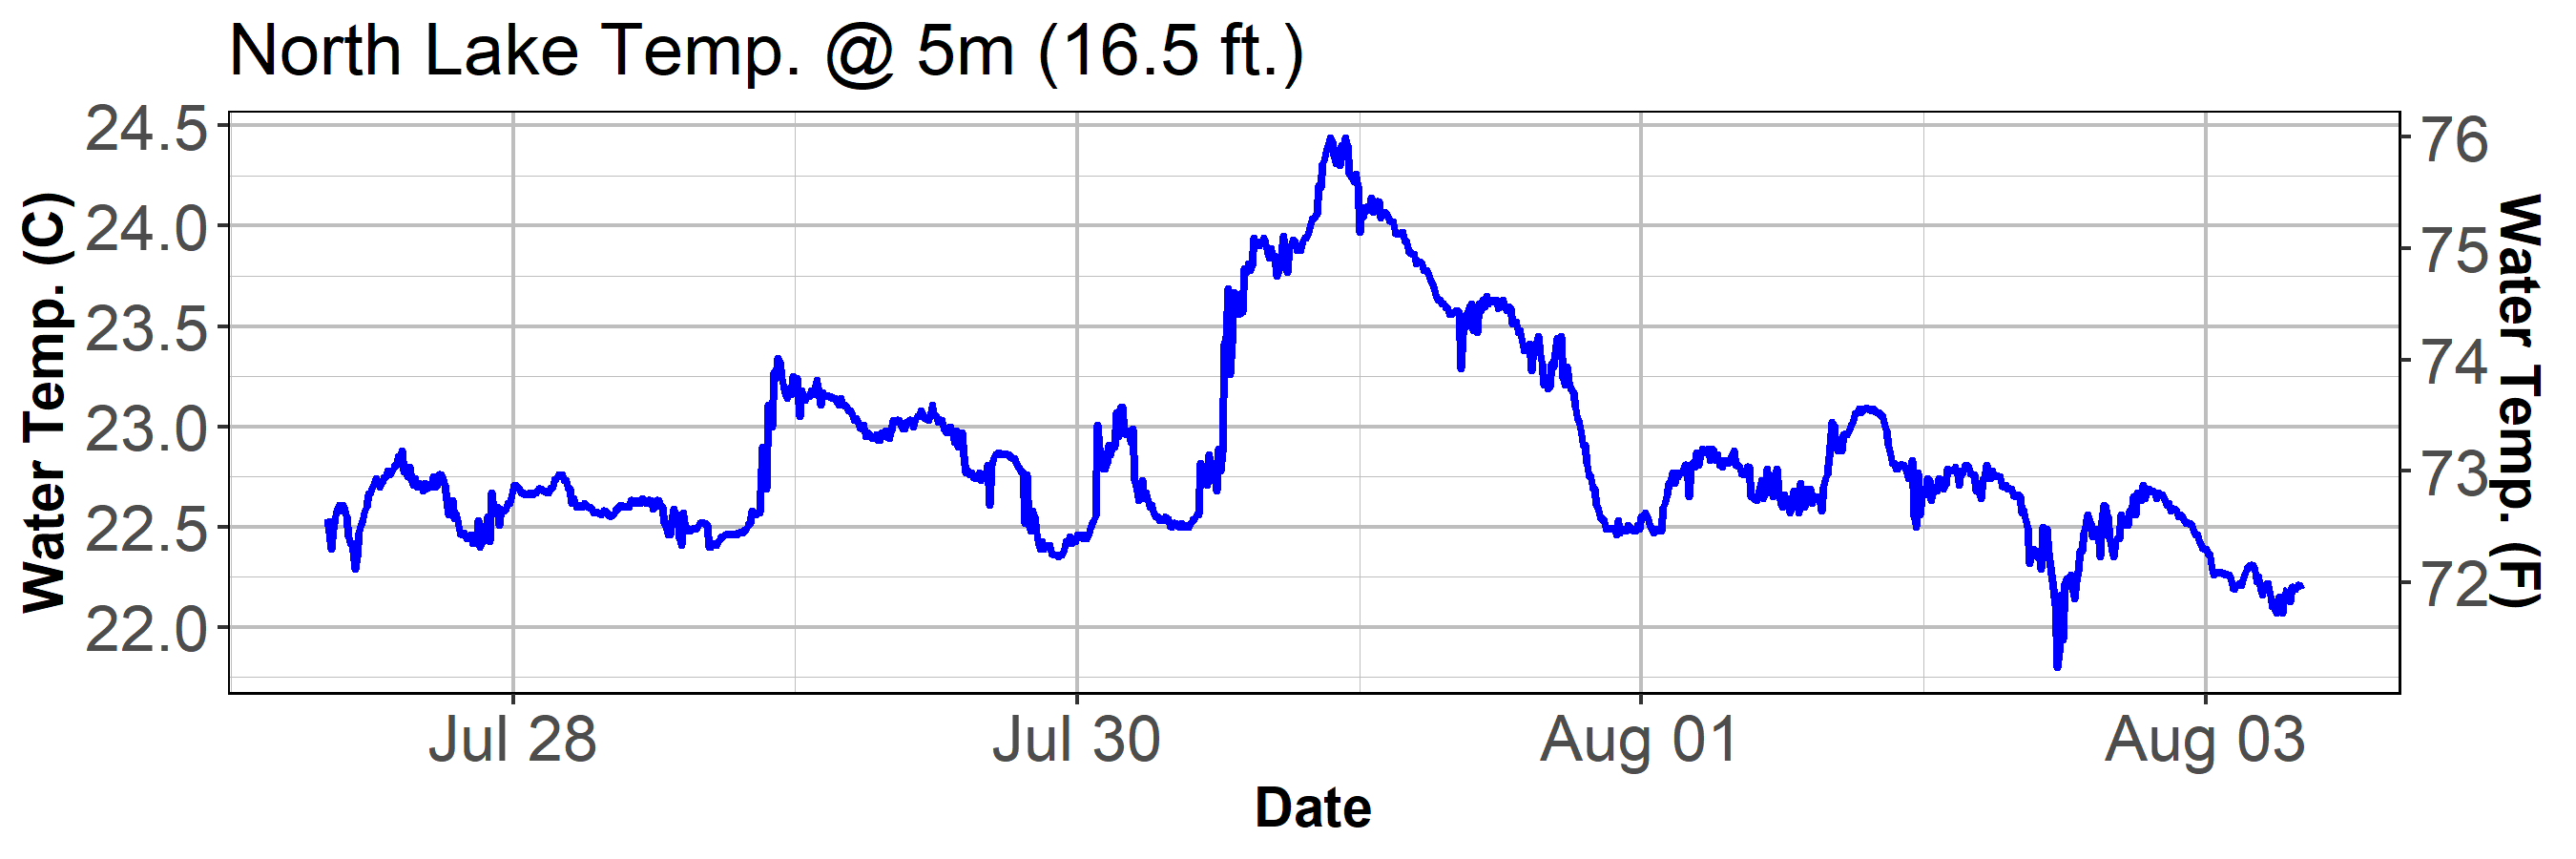 North Lake Temp. @ 5m (16.5 ft.)
Water Temp. (C)
24.5
24.0
23.5
23.0
22.5
22.0
76
75
74
73
72
Water Temp. (F)
Jul 28
Jul 30
Aug 01
Aug 03
Date